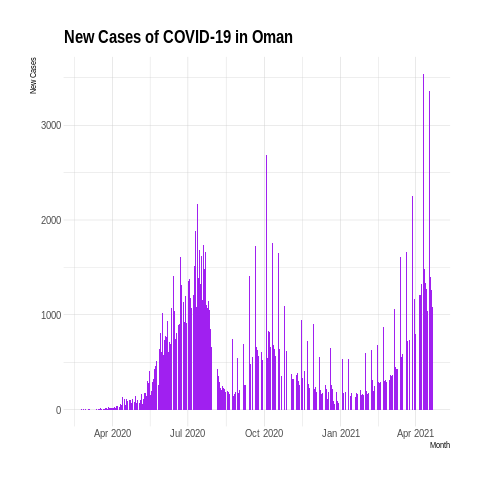 New Cases of COVID-19 in Oman
New Cases
3000
2000
1000
0
Apr 2020 Jul 2020 Oct 2020 Jan 2021 Apr 2021
Month